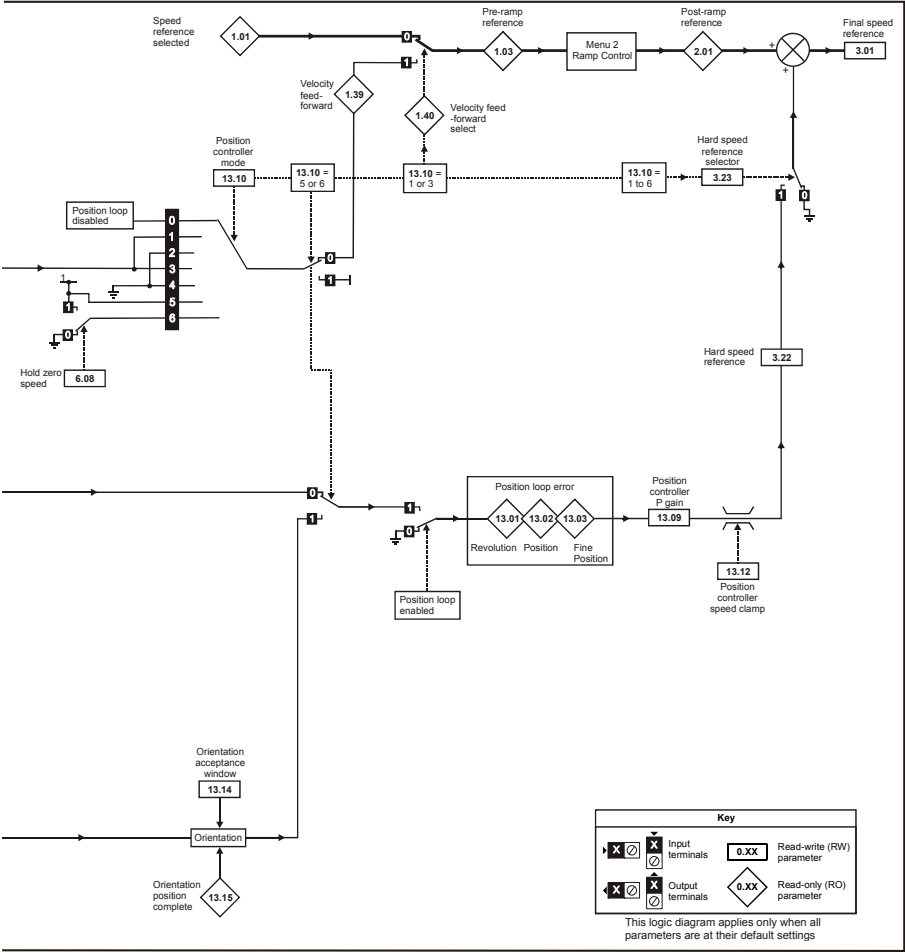 Speed
reference
selected
1.01
0
1
Pre-ramp
reference
1.03
Menu 2
Ramp Control
Post-ramp
reference
2.01
+
+
Final speed
reference
3.01
Velocity
feed-
forward
1.39
1.40
Velocity feed
-forward
select
Position
controller
mode
13.10
13.10 =
5 or 6
13.10 =
1 or 3
13.10 =
1 to 6
Hard speed
reference
selector
3.23
1
0
Position loop
disabled
0
1
2
3
4
5
6
1
1
0
0
1
Hold zero
speed
6.08
Hard speed
reference
3.22
0
1
1
0
Position loop
enabled
Position loop error
13.01
13.02
13.03
Revolution
Position
Fine
Position
Position
controller
P gain
13.09
13.12
Position
controller
speed clamp
Orientation
acceptance
window
13.14
Orientation
Orientation
position
complete
13.15
Key
X
X
Input
terminals
0.XX
Read-write (RW)
parameter
X
X
Output
terminals
0.XX
Read-only (RO)
parameter
This logic diagram applies only when all
parameters are at their default settings